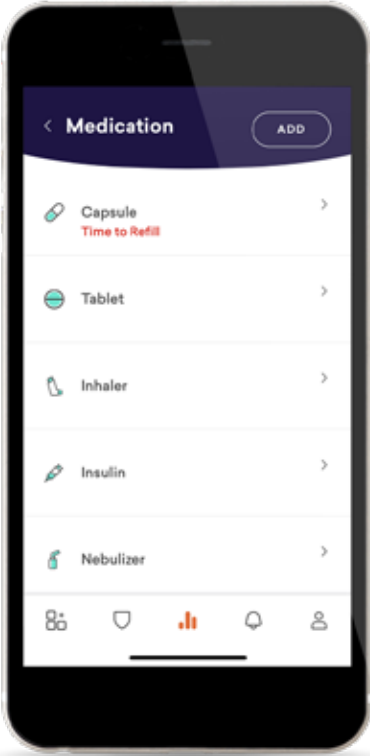 Medication
ADD
Capsule
Time to Refill
Tablet
Inhaler
Insulin
Nebulizer